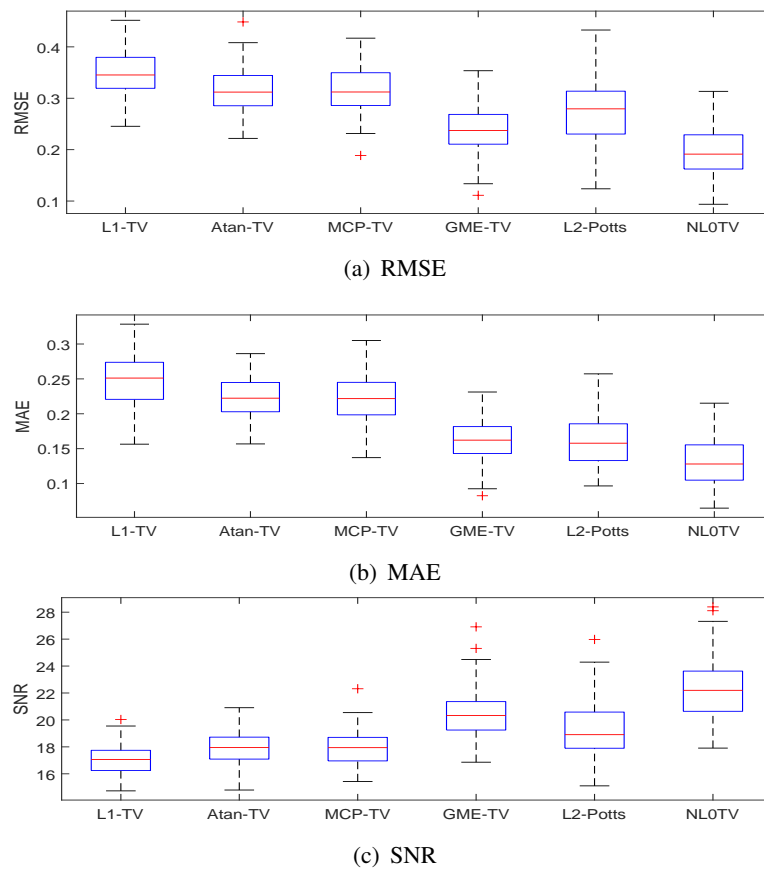 0.4
0.3
0.2
0.1
RMSE
L1-TV Atan-TV MCP-TV GME-TV L2-Potts NL0TV
(a) RMSE
0.3
0.25
0.2
0.15
0.1
MAE
L1-TV Atan-TV MCP-TV GME-TV L2-Potts NL0TV
(b) MAE
28
26
24
22
20
18
16
SNR
L1-TV Atan-TV MCP-TV GME-TV L2-Potts NL0TV
(c) SNR